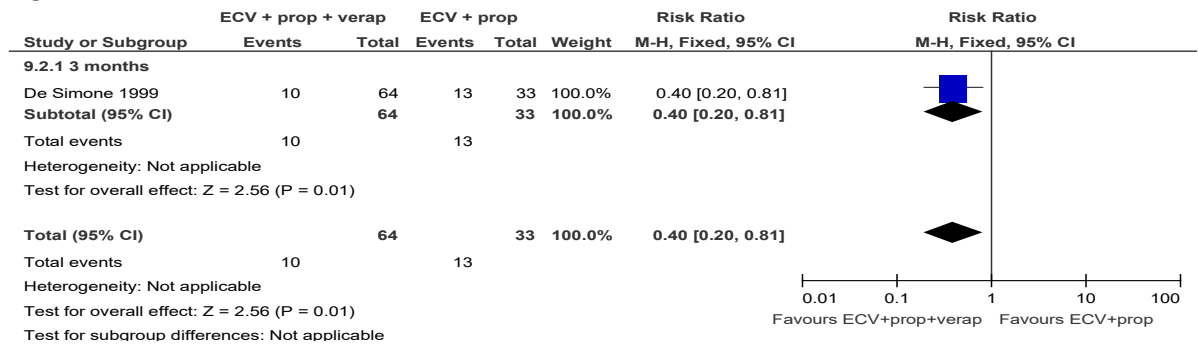 ECV + prop + verap ECV + prop Risk Ratio Risk Ratio
Study or Subgroup Events Total Events Total Weight M-H, Fixed, 95% CI M-H, Fixed, 95% CI
9.2.1 3 months
De Simone 1999 10 64 13 33 100.0% 0.40 [0.20, 0.81]
Subtotal (95% CI) 64 33 100.0% 0.40 [0.20, 0.81]
Total events 10 13
Heterogeneity: Not applicable
Test for overall effect: Z = 2.56 (P = 0.01)
Total (95% CI) 64 33 100.0% 0.40 [0.20, 0.81]
Total events 10 13
Heterogeneity: Not applicable
Test for overall effect: Z = 2.56 (P = 0.01)
Test for subgroup differences: Not applicable
0.01 0.1 1 10 100
Favours ECV+prop+verap Favours ECV+prop